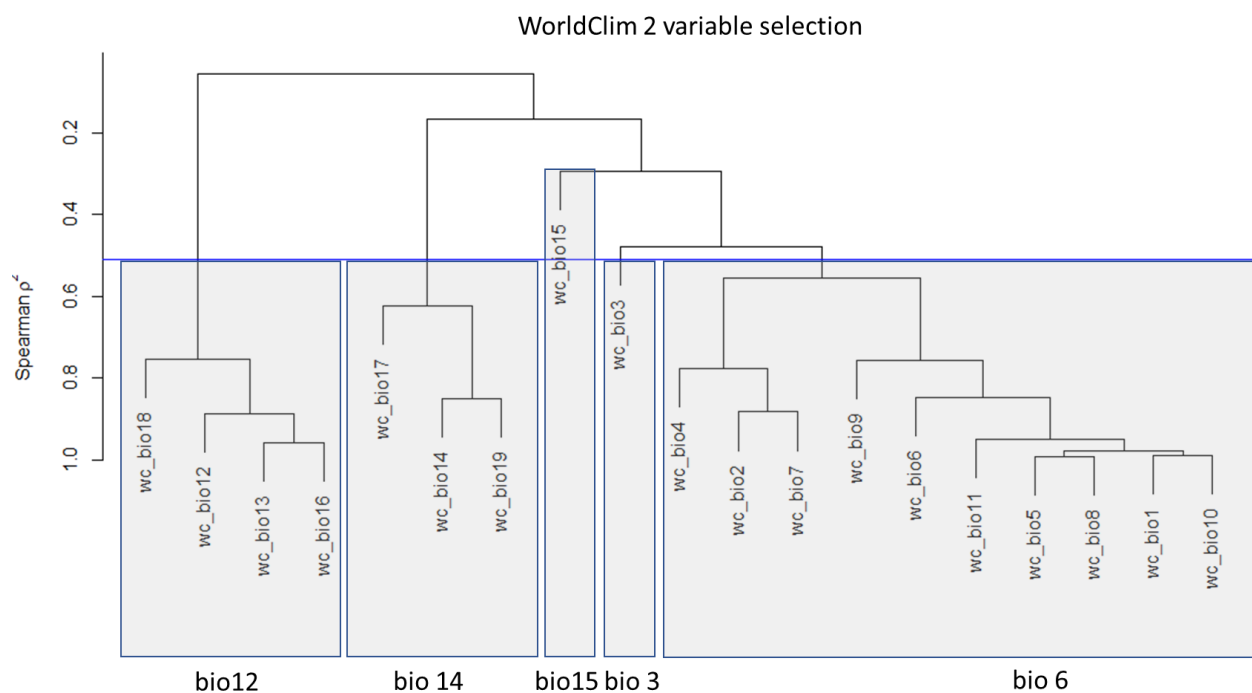 WorldClim 2 variable selection
Spearman ρ²
0.2
0.4
0.6
0.8
1.0
wc_bio18
wc_bio12
wc_bio13
wc_bio16
wc_bio17
wc_bio14
wc_bio19
wc_bio15
wc_bio3
wc_bio4
wc_bio2
wc_bio7
wc_bio9
wc_bio6
wc_bio11
wc_bio5
wc_bio8
wc_bio1
wc_bio10
bio12
bio 14
bio15
bio 3
bio 6